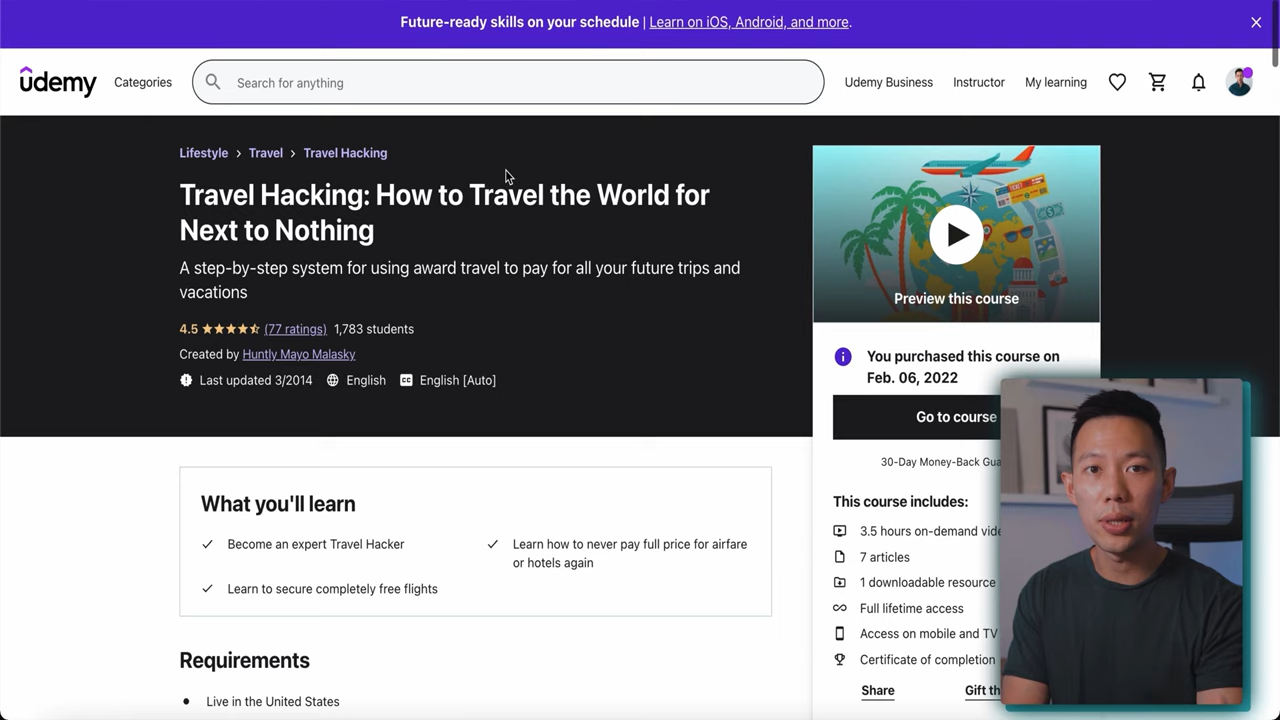 Future-ready skills on your schedule | Learn on iOS, Android, and more.
udemy
Categories
Search for anything
Udemy Business
Instructor
My learning
Lifestyle > Travel > Travel Hacking
Travel Hacking: How to Travel the World for
Next to Nothing
A step-by-step system for using award travel to pay for all your future trips and
vacations
4.5 (77 ratings) 1,783 students
Created by Huntly Mayo Malasky
Last updated 3/2014 English CC English [Auto]
What you'll learn
Become an expert Travel Hacker
Learn how to never pay full price for airfare
or hotels again
Learn to secure completely free flights
Requirements
Live in the United States
TICKET
Preview this course
You purchased this course on
Feb. 06, 2022
Go to course
30-Day Money-Back Gua
This course includes:
3.5 hours on-demand vide
7 articles
1 downloadable resource
Full lifetime access
Access on mobile and TV
Certificate of completion
Share
Gift th